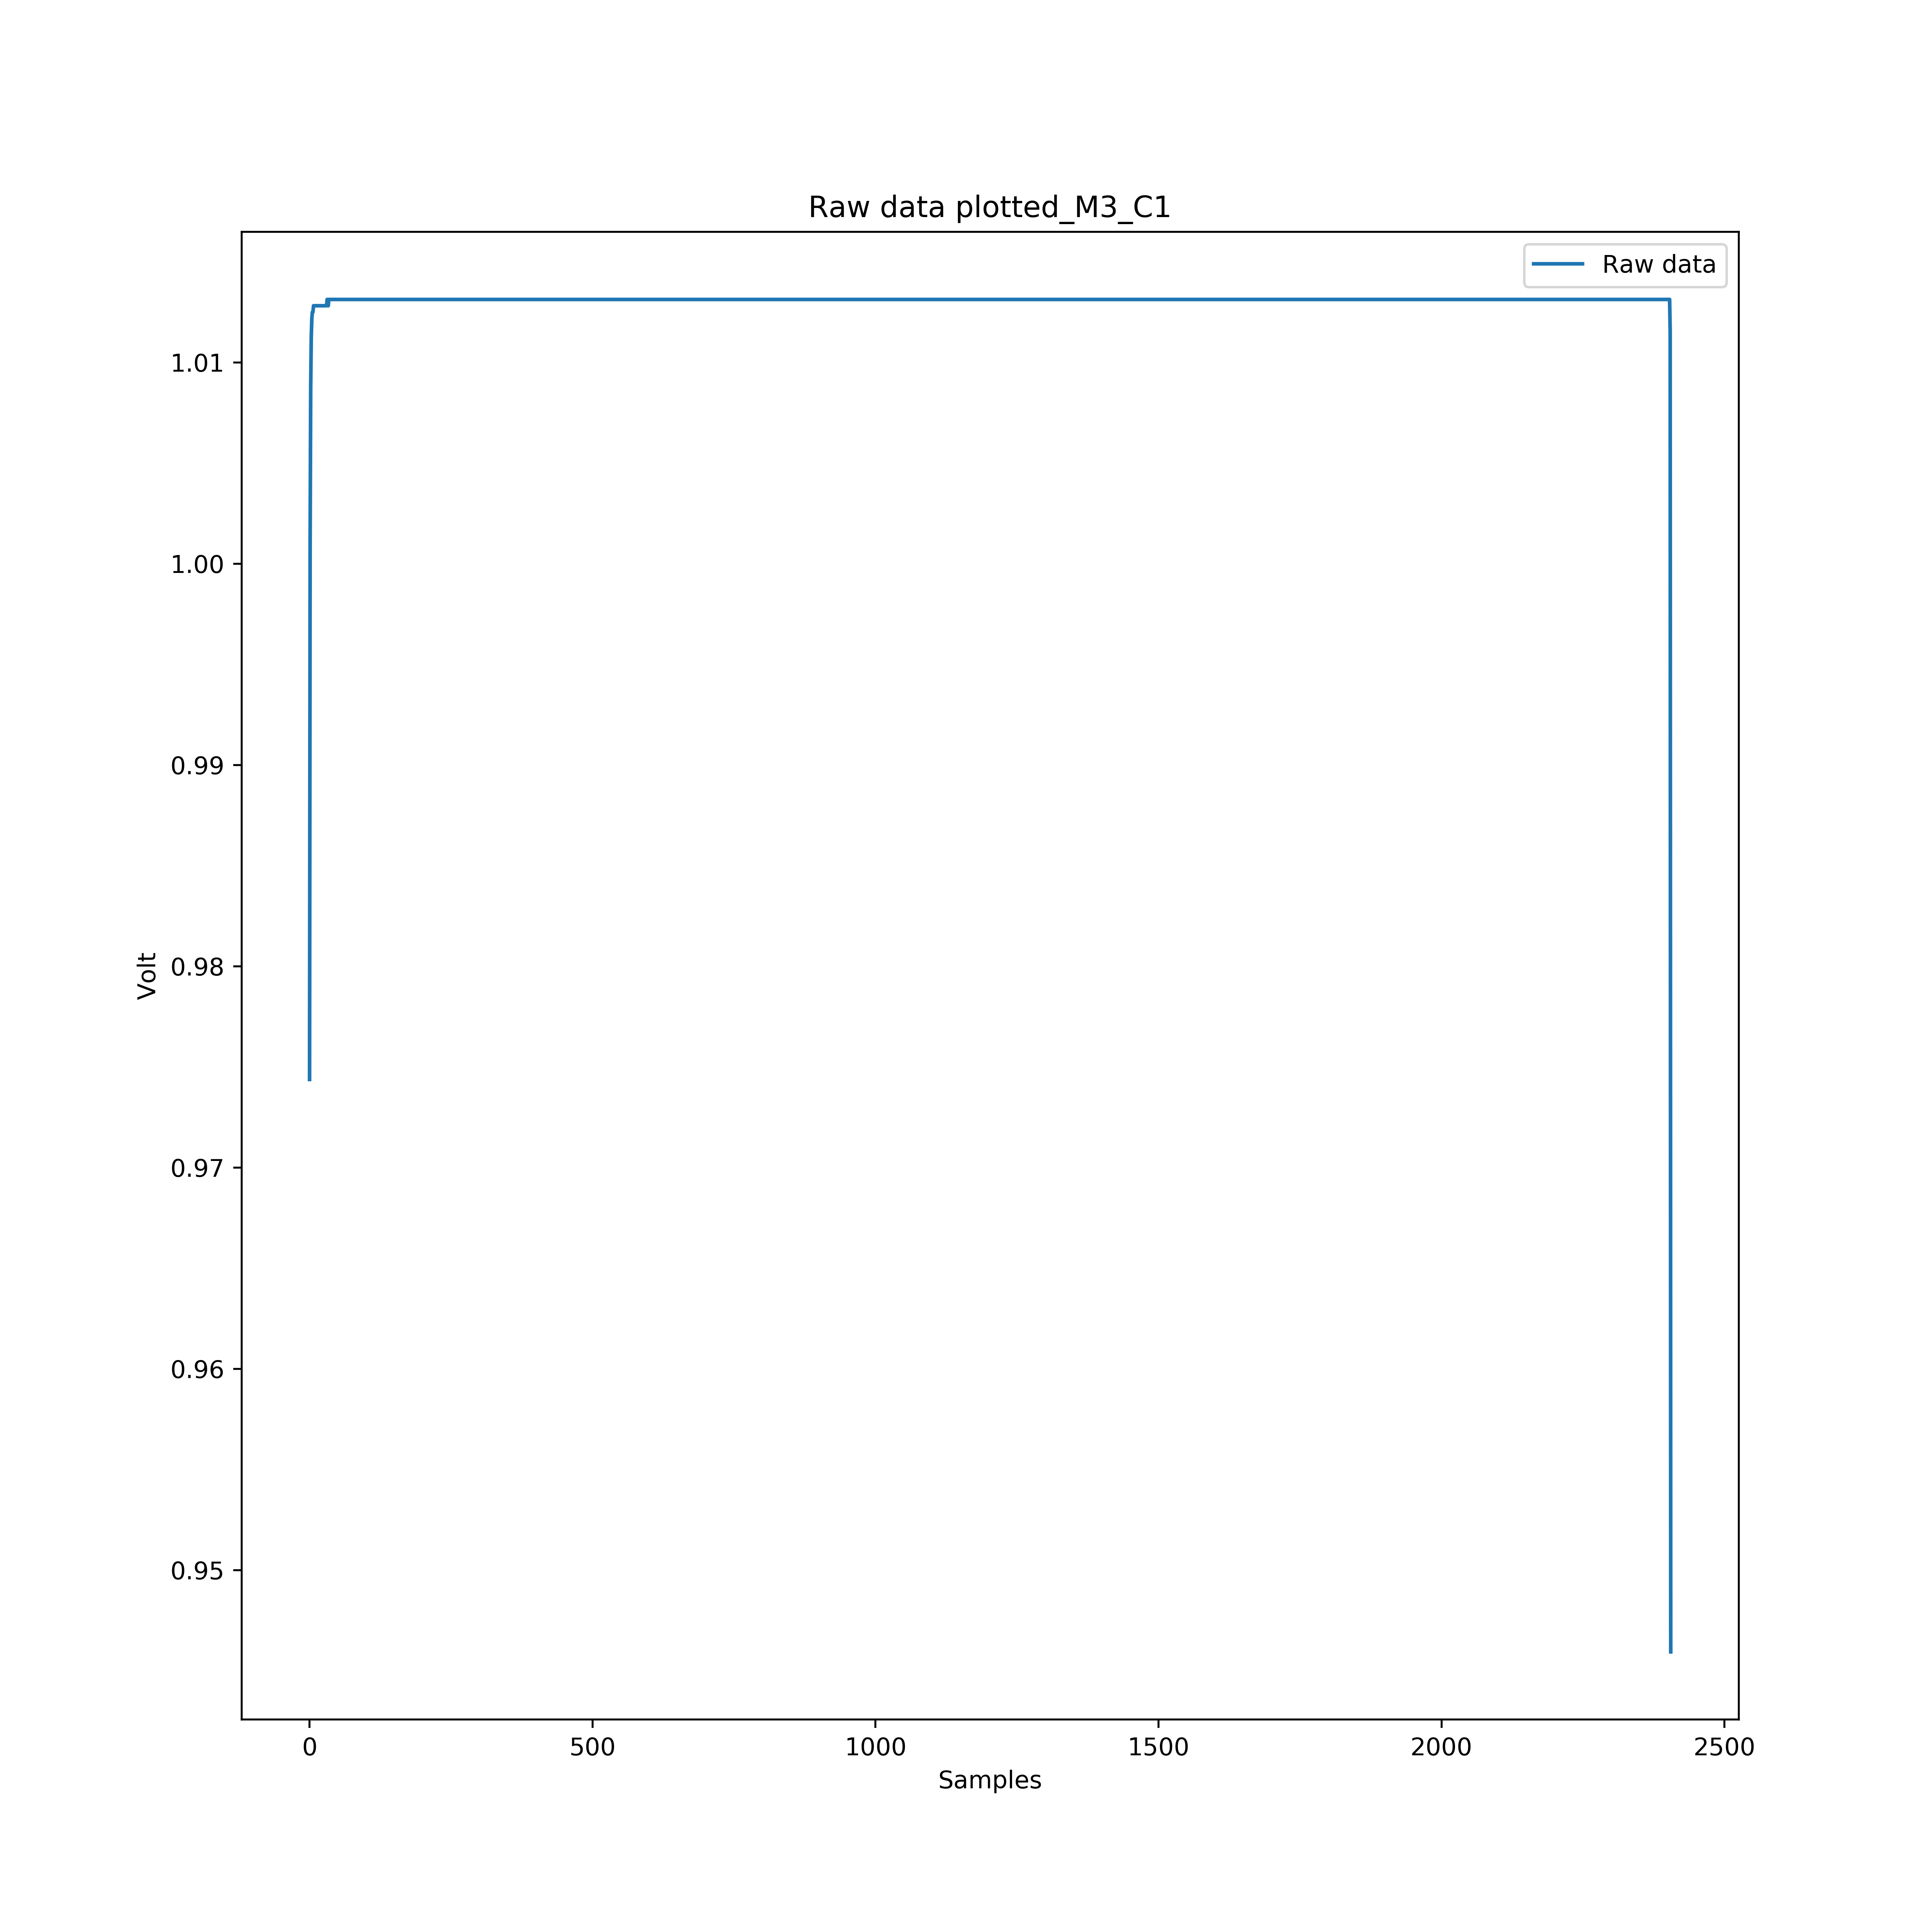 Raw data plotted_M3_C1
Raw data
1.01
1.00
0.99
0.98
0.97
0.96
0.95
Volt
0 500 1000 1500 2000 2500
Samples